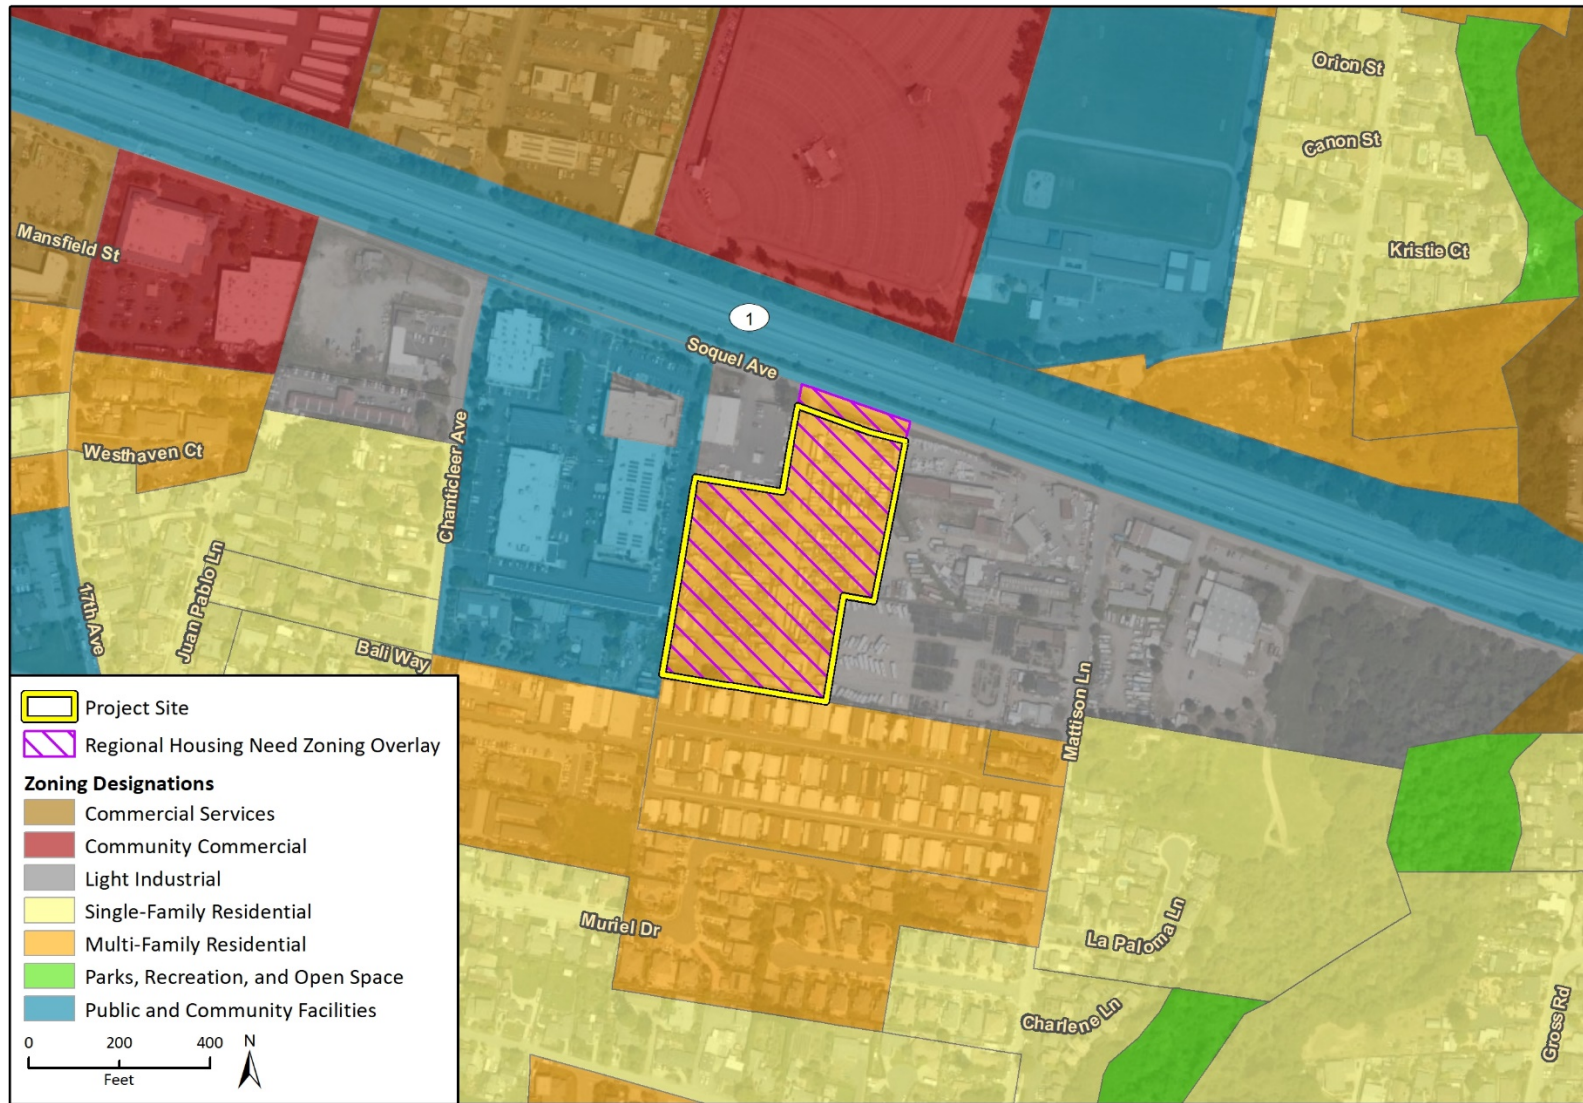 Orion St
Canon St
Mansfield St
Kristie Ct
1
Soquel Ave
Westhaven Ct
Chanticleer Ave
Juan Pablo Ln
17th Ave
Bali Way
Mattison Ln
Muriel Dr
La Paloma Ln
Charlene Ln
Gross Rd
Project Site
Regional Housing Need Zoning Overlay
Zoning Designations
Commercial Services
Community Commercial
Light Industrial
Single-Family Residential
Multi-Family Residential
Parks, Recreation, and Open Space
Public and Community Facilities
0 200 400 N
Feet